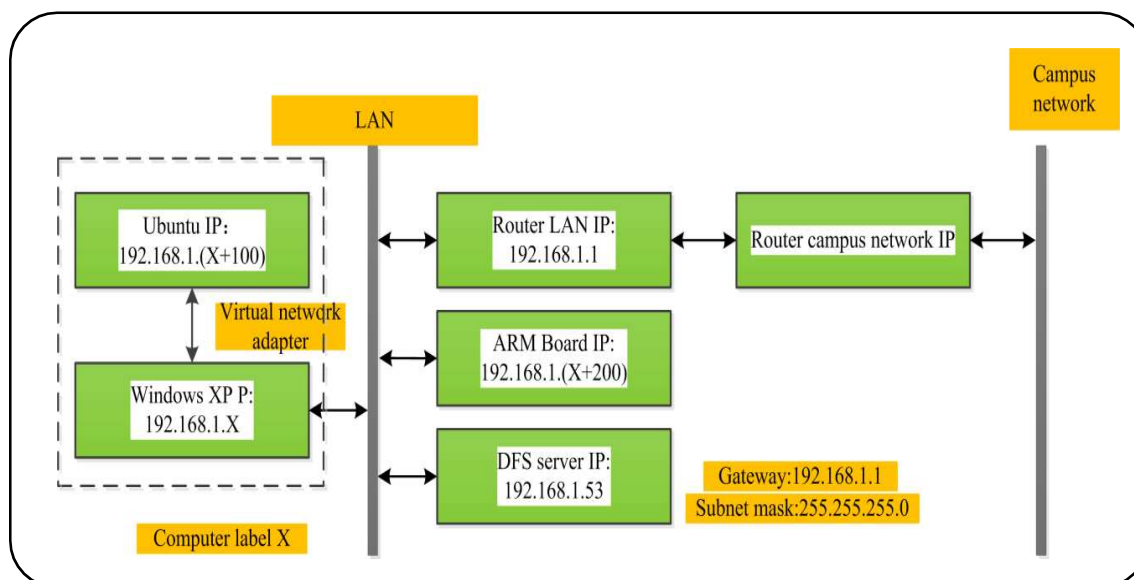 Campus
network
LAN
Ubuntu IP：
192.168.1.(X+100)
Router LAN IP:
192.168.1.1
Router campus network IP
Virtual network
adapter
ARM Board IP:
192.168.1.(X+200)
Windows XP P:
192.168.1.X
DFS server IP:
192.168.1.53
Gateway:192.168.1.1
Subnet mask:255.255.255.0
Computer label X